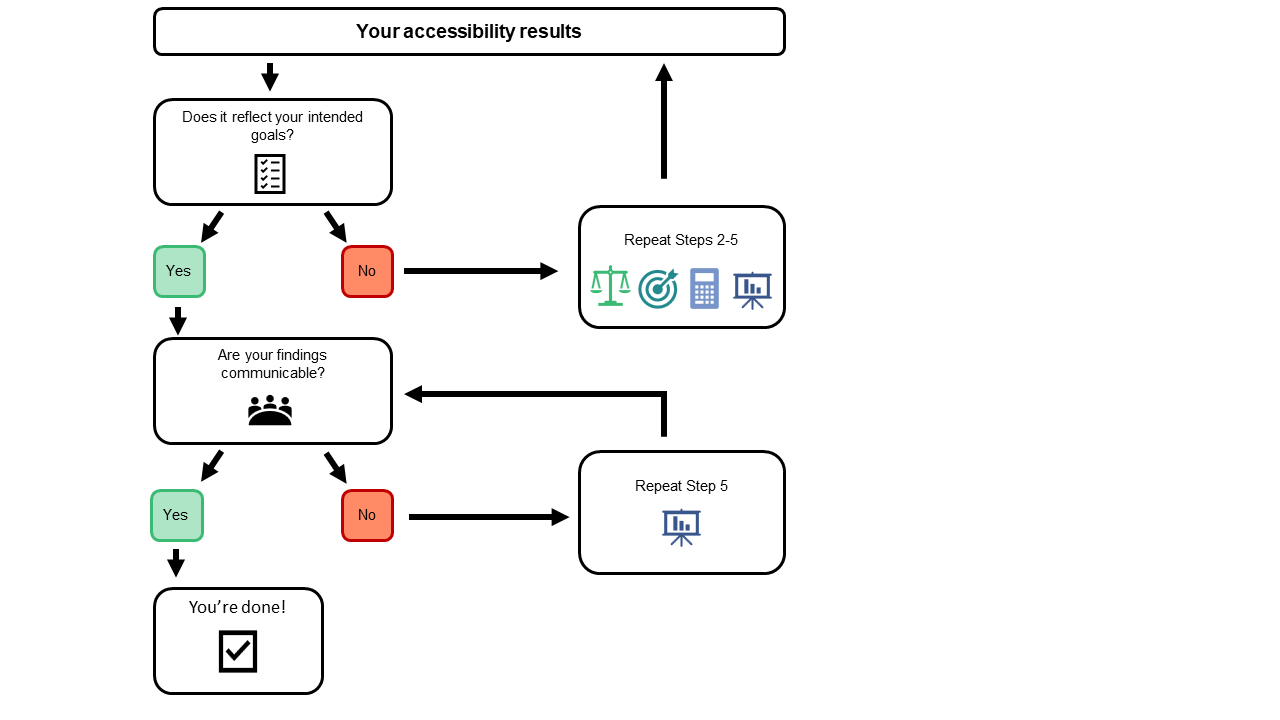 Your accessibility results
Does it reflect your intended
goals?
Yes
No
Repeat Steps 2-5
Are your findings
communicable?
Yes
No
Repeat Step 5
You're done!